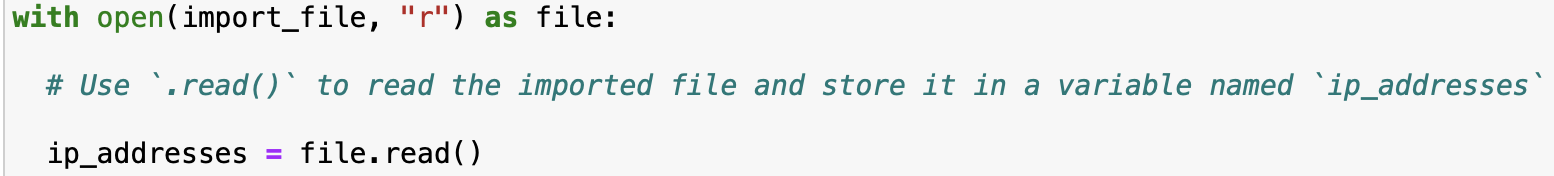 with open(import_file, "r") as file:
# Use `.read()` to read the imported file and store it in a variable named `ip_addresses`
ip_addresses = file.read()